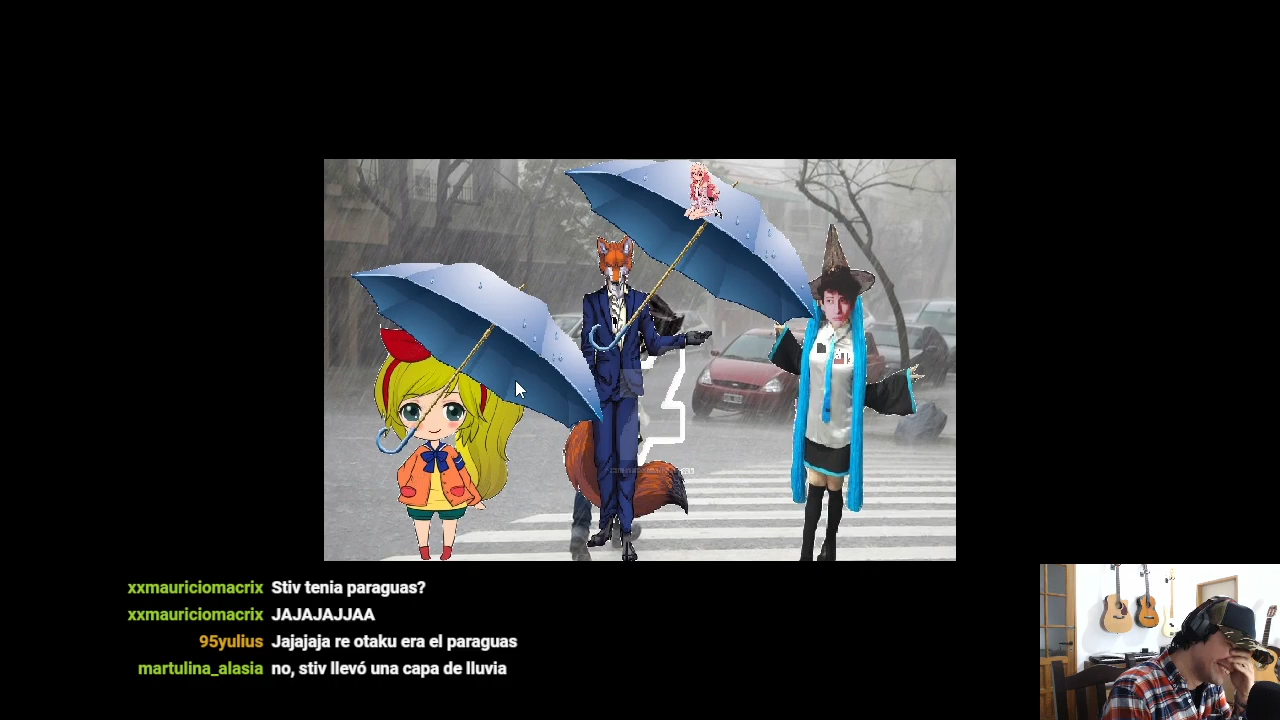 xxmauriciomacrix Stiv tenia paraguas?
xxmauriciomacrix JAJAJAJJAA
95yulius Jajajaja re otaku era el paraguas
martulina_alasia no, stiv llevó una capa de lluvia